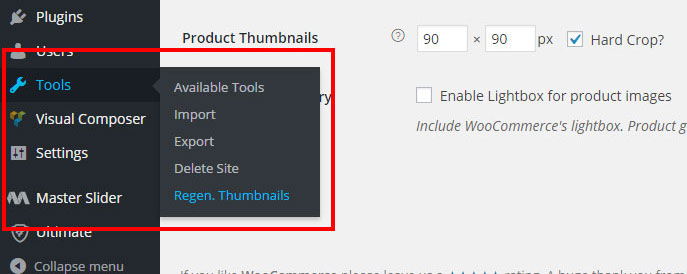 Plugins
Users
Tools
Visual Composer
Settings
Master Slider
Ultimate
Collapse menu
Available Tools
Import
Export
Delete Site
Regen. Thumbnails
Product Thumbnails
? 90 × 90 px Hard Crop?
ry
Enable Lightbox for product images
Include WooCommerce's lightbox. Product g
If you like WooCommerce please leave us a ★★★★★ rating. A huge thank you from